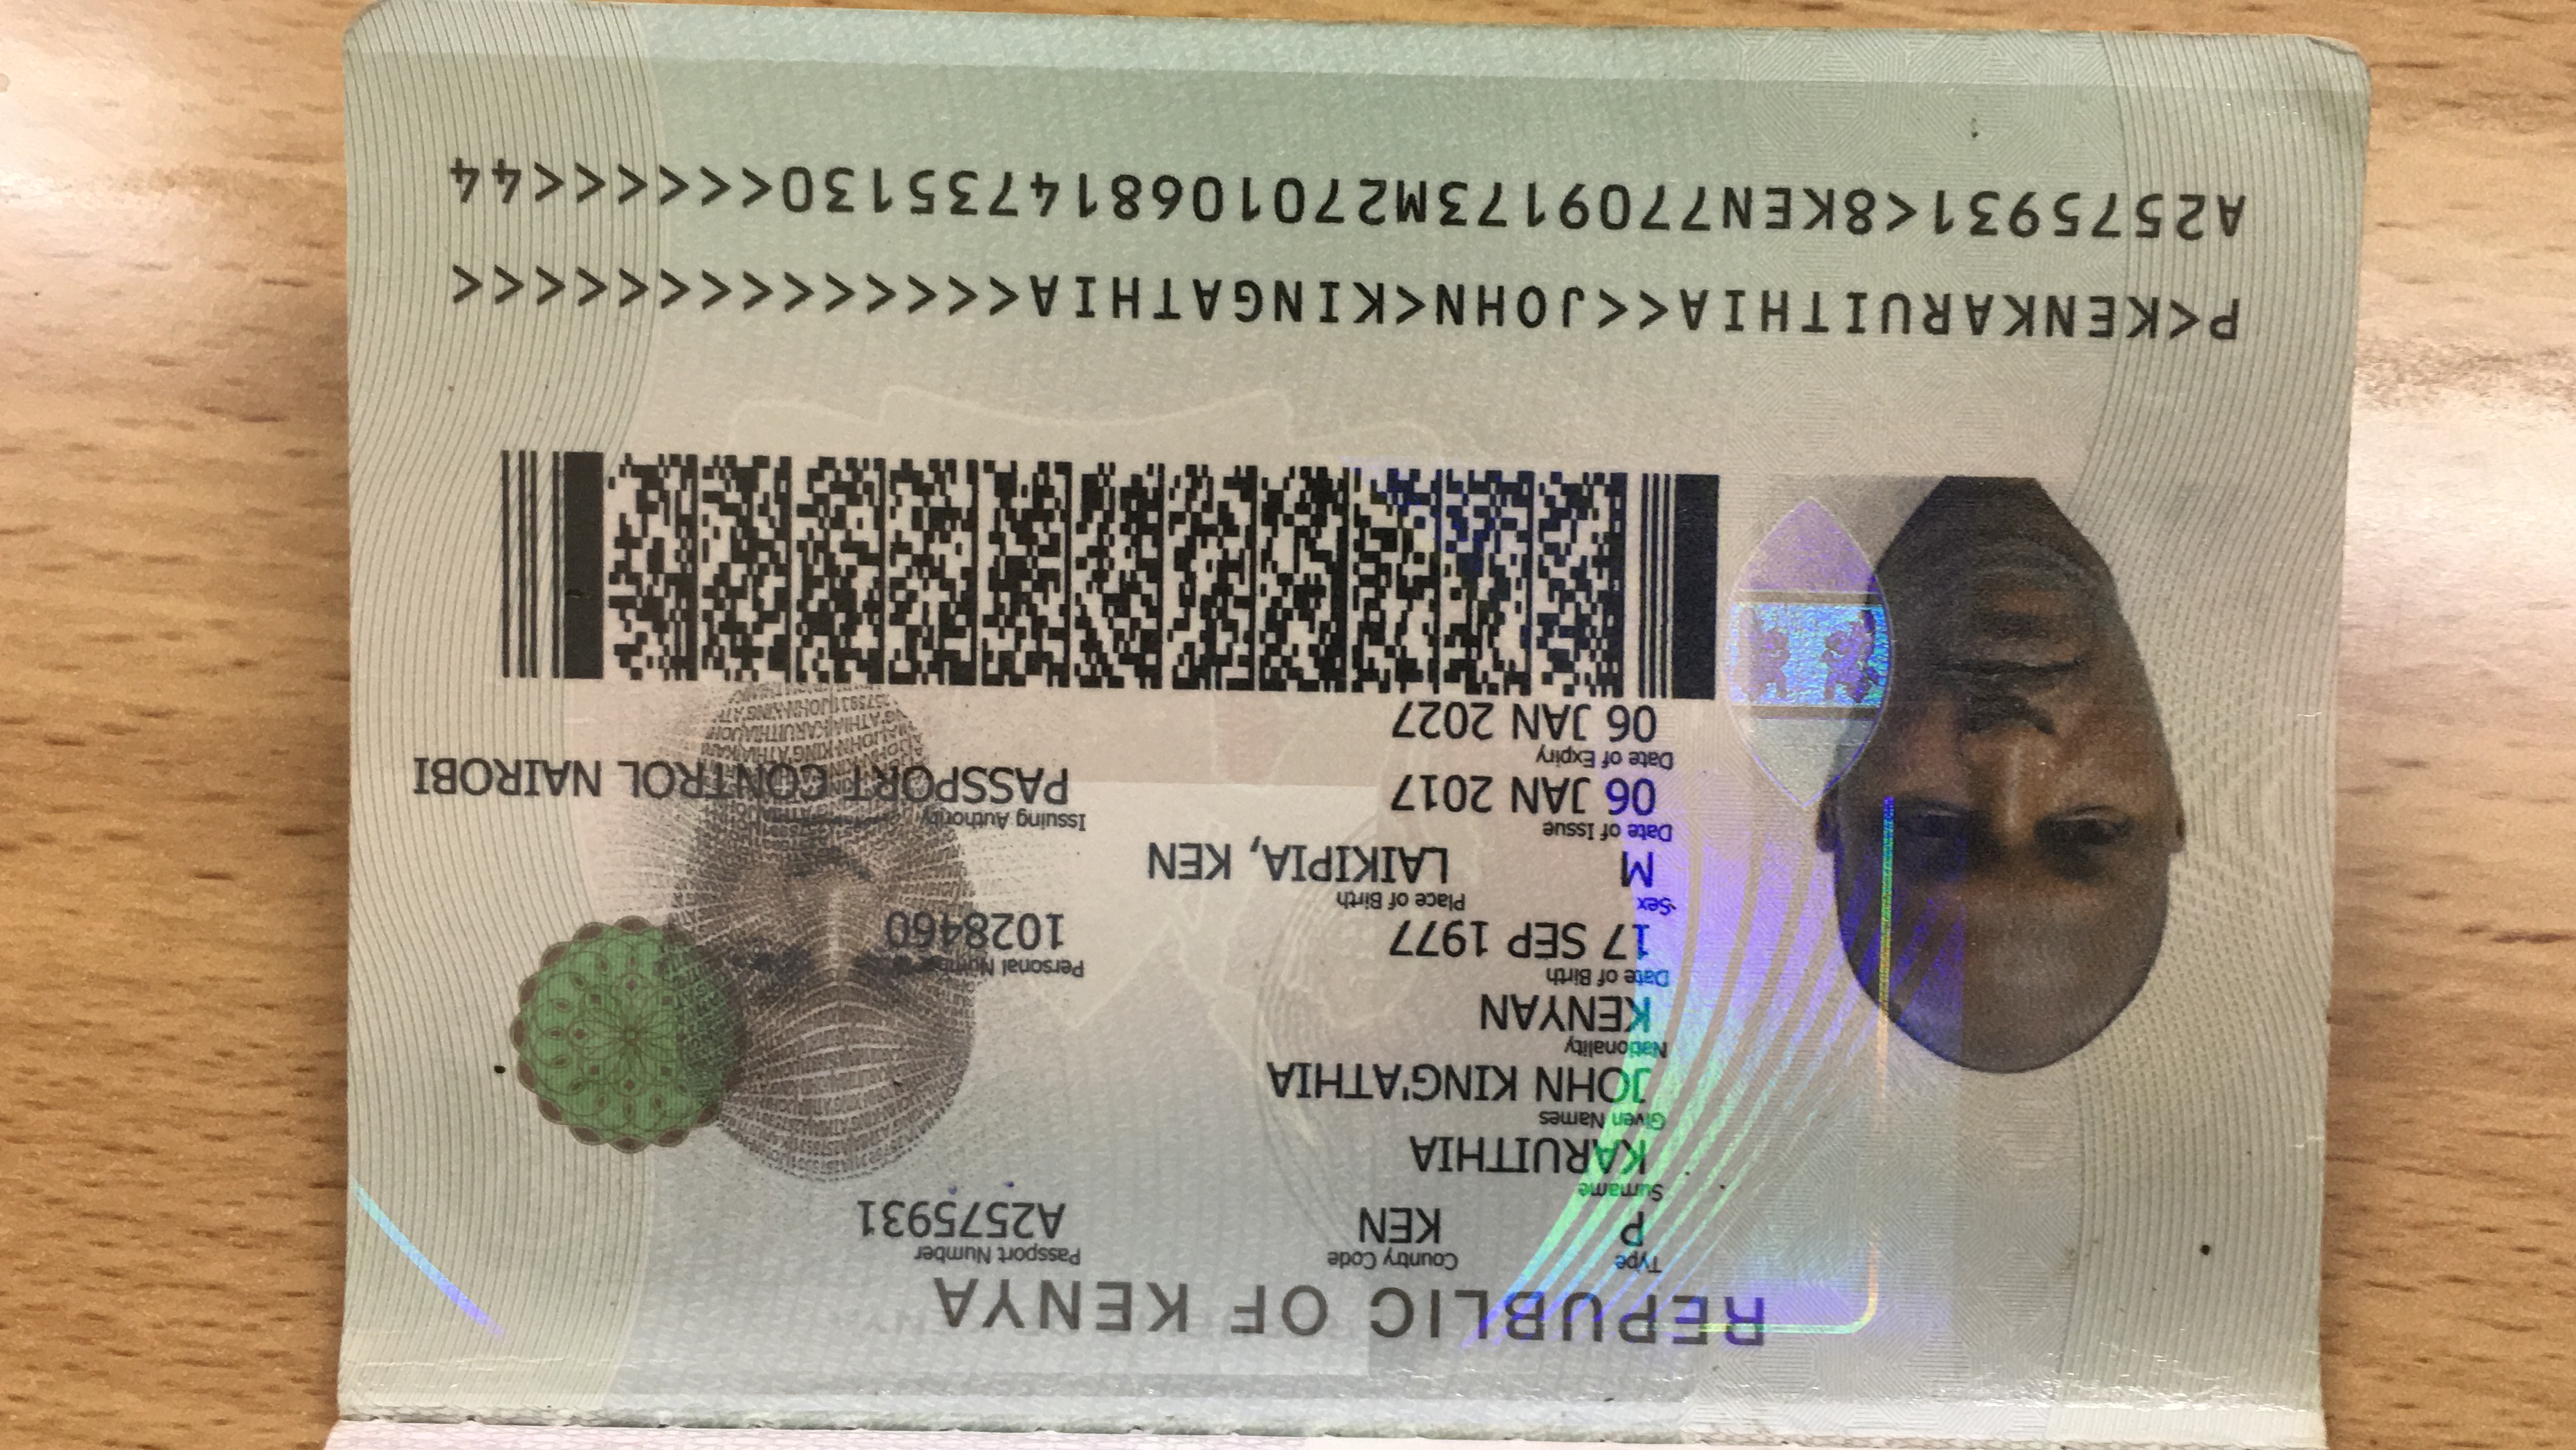 REPUBLIC OF KENYA
Type Country Code Passport Number
P KEN A2575931
Surname
KARUITHIA
Given Names
JOHN KING'ATHIA
Nationality
KENYAN
Date of Birth Personal Number
17 SEP 1977 1028460
Sex Place of Birth
M LAIKIPIA, KEN
Date of Issue Issuing Authority
06 JAN 2017 PASSPORT CONTROL NAIROBI
Date of Expiry
06 JAN 2027
P<KENKARUITHIA<<JOHN<KINGATHIA<<<<<<<<<<<<<<
A2575931<8KEN7709173M27010681473513​0<<<<<<44